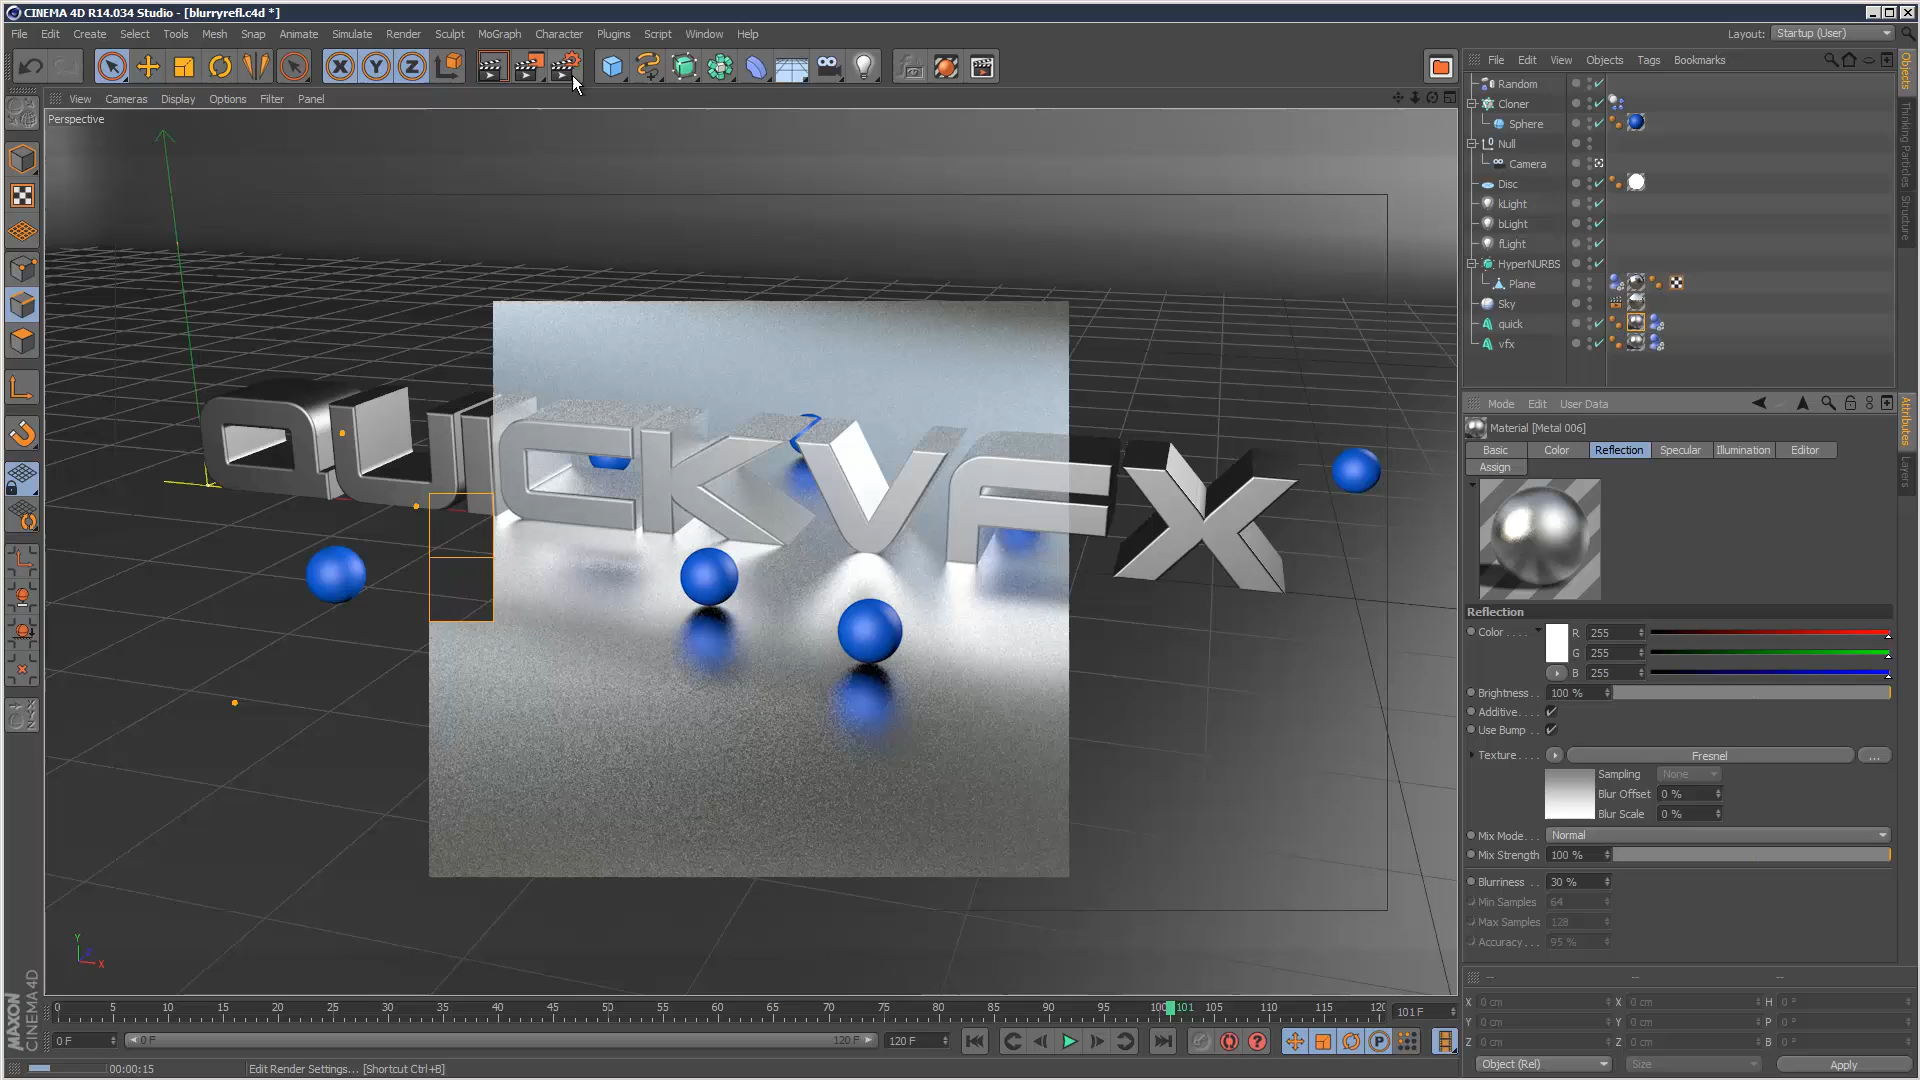 CINEMA 4D R14.034 Studio - [blurryrefl.c4d *]
File Edit Create Select Tools Mesh Snap Animate Simulate Render Sculpt MoGraph Character Plugins Script Window Help
Layout: Startup (User)
X Y Z
File Edit View Objects Tags Bookmarks
View Cameras Display Options Filter Panel
Perspective
Random
Cloner
Sphere
Null
Camera
Disc
kLight
bLight
fLight
HyperNURBS
Plane
Sky
quick
vfx
Objects
Thinking Particles
Structure
QUICKVFX
Mode Edit User Data
Material [Metal 006]
Basic Color Reflection Specular Illumination Editor
Assign
Attributes
Layers
Reflection
Color . . . . R 255
G 255
B 255
Brightness . . 100 %
Additive. . . .
Use Bump . .
Texture. . . . . Fresnel ...
Sampling None
Blur Offset 0 %
Blur Scale 0 %
Mix Mode. . . Normal
Mix Strength 100 %
Blurriness . . 30 %
Min Samples 64
Max Samples 128
Accuracy. . . 95 %
Y
X
MAXON
CINEMA 4D
0 5 10 15 20 25 30 35 40 45 50 55 60 65 70 75 80 85 90 95 100 101 105 110 115 120
101 F
0 F 0 F 120 F 120 F
P
-- -- --
X 0 cm X 0 cm H 0 °
Y 0 cm Y 0 cm P 0 °
Z 0 cm Z 0 cm B 0 °
Object (Rel) Size Apply
00:00:15 Edit Render Settings... [Shortcut Ctrl+B]